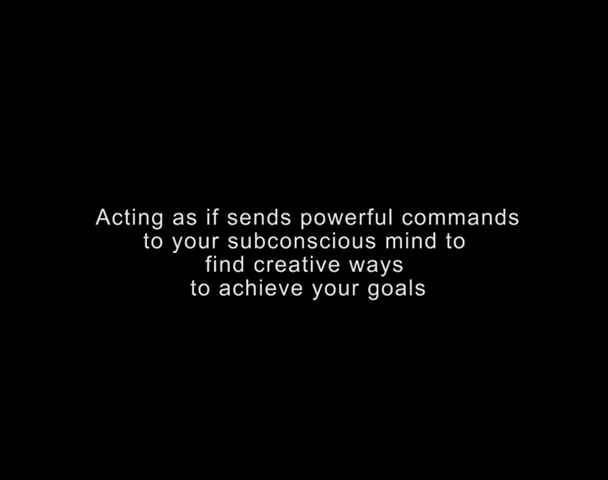 Acting as if sends powerful commands
to your subconscious mind to
find creative ways
to achieve your goals